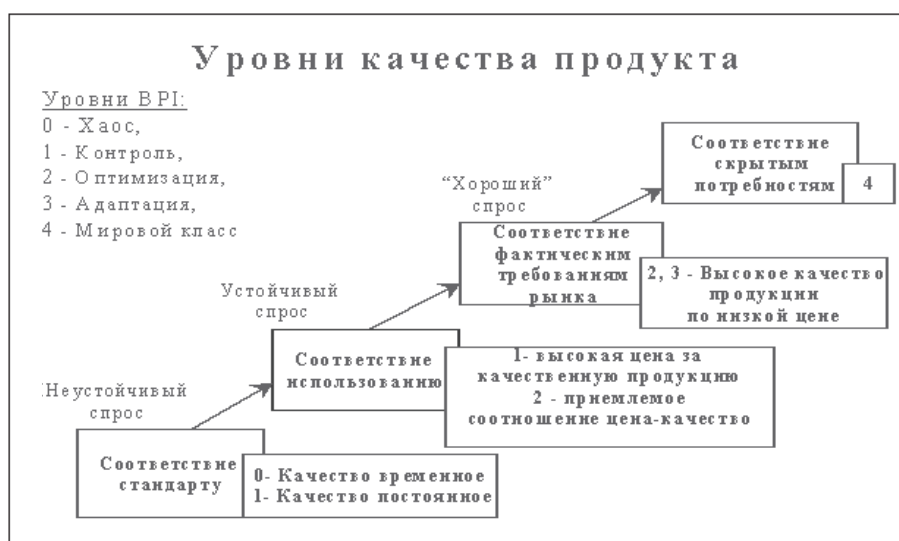 Уровни качества продукта
Уровни BPI:
0 - Хаос,
1 - Контроль,
2 - Оптимизация,
3 - Адаптация,
4 - Мировой класс
Соответствие
скрытым
потребностям
4
“Хороший”
спрос
Соответствие
фактическим
требованиям
рынка
2, 3 - Высокое качество
продукции
по низкой цене
Устойчивый
спрос
Соответствие
использованию
1- высокая цена за
качественную продукцию
2 - приемлемое
соотношение цена-качество
Неустойчивый
спрос
Соответствие
стандарту
0- Качество временное
1- Качество постоянное